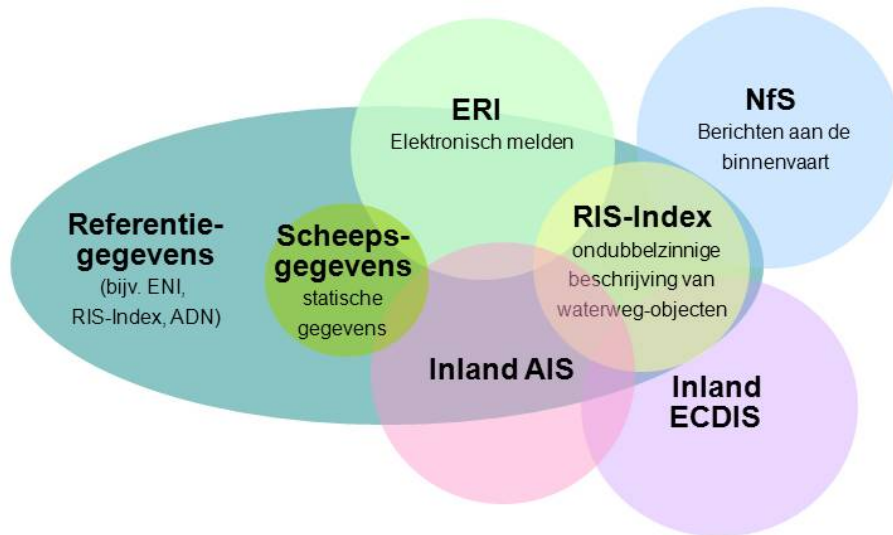 ERI
Elektronisch melden
NfS
Berichten aan de
binnenvaart
Referentie-
gegevens
(bijv. ENI,
RIS-Index, ADN)
Scheeps-
gegevens
statische
gegevens
RIS-Index
ondubbelzinnige
beschrijving van
waterweg-objecten
Inland AIS
Inland
ECDIS